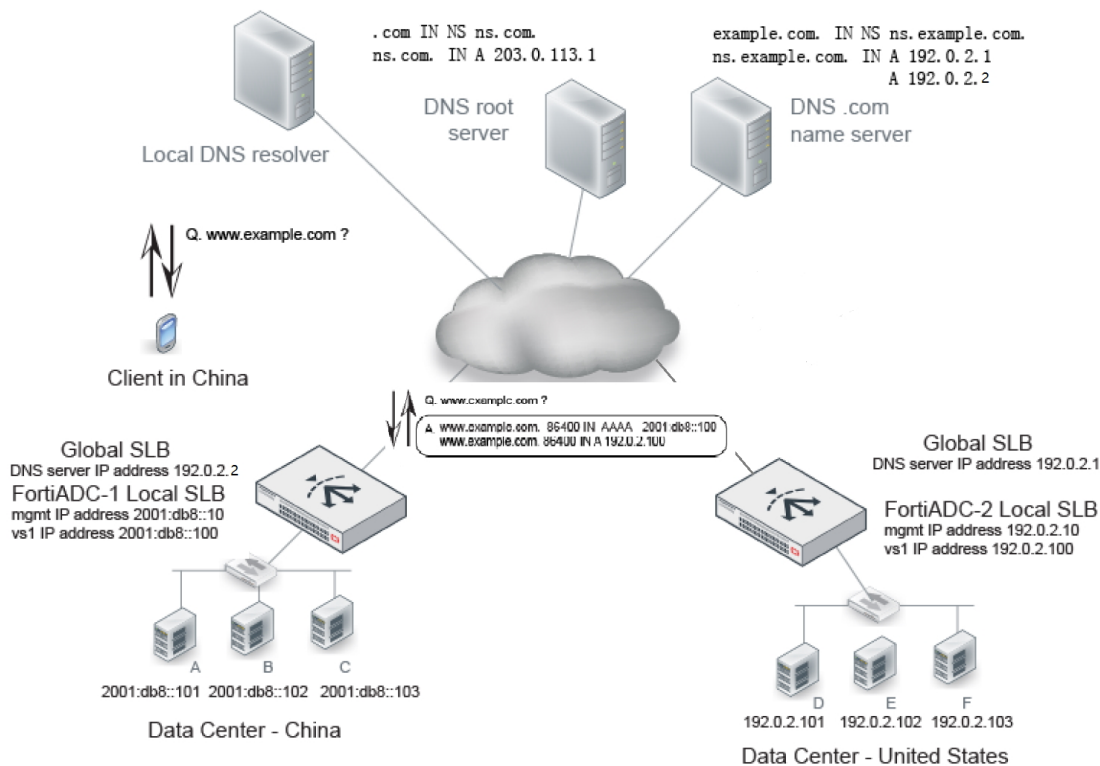 .com IN NS ns.com.
ns.com. IN A 203.0.113.1
example.com. IN NS ns.example.com.
ns.example.com. IN A 192.0.2.1
A 192.0.2.2
DNS root
server
DNS .com
name server
Local DNS resolver
Q. www.example.com ?
Client in China
Q. www.cxamplc.com ?
A. www.example.com. 86400 IN AAAA 2001:db8::100
www.example.com. 86400 IN A 192.0.2.100
Global SLB
DNS server IP address 192.0.2.2
FortiADC-1 Local SLB
mgmt IP address 2001:db8::10
vs1 IP address 2001:db8::100
Global SLB
DNS server IP address 192.0.2.1
FortiADC-2 Local SLB
mgmt IP address 192.0.2.10
vs1 IP address 192.0.2.100
A B C
2001:db8::101 2001:db8::102 2001:db8::103
Data Center - China
D E F
192.0.2.101 192.0.2.102 192.0.2.103
Data Center - United States